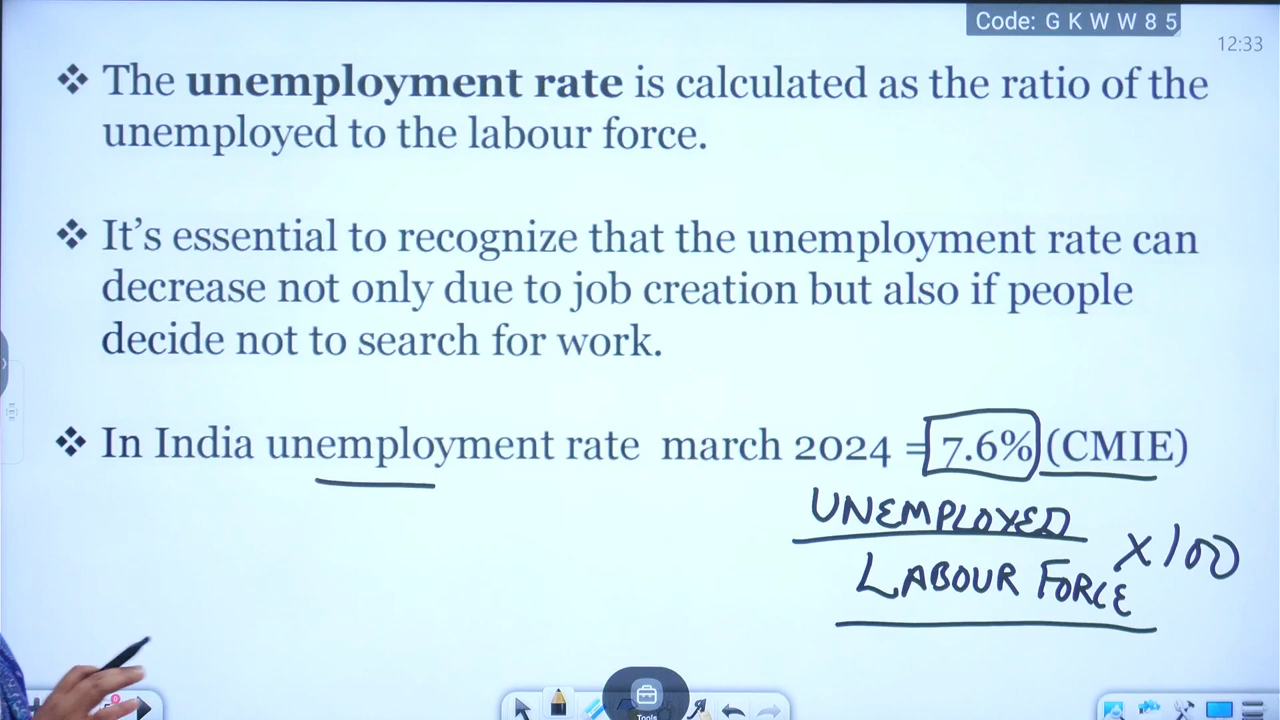 Code: G K W W 8 5
12:33
❖ The unemployment rate is calculated as the ratio of the
unemployed to the labour force.
❖ It’s essential to recognize that the unemployment rate can
decrease not only due to job creation but also if people
decide not to search for work.
❖ In India unemployment rate march 2024 = 7.6% (CMIE)
UNEMPLOYED
LABOUR FORCE
×100
Tools